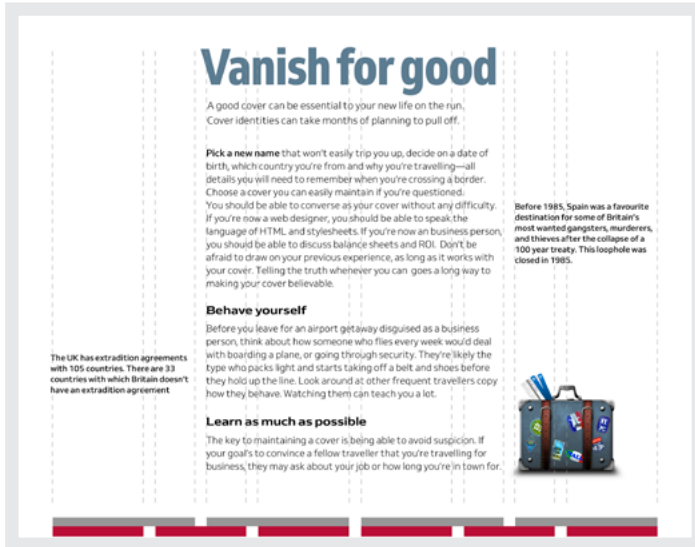 Vanish for good
A good cover can be essential to your new life on the run.
Cover identities can take months of planning to pull off.
Pick a new name that won't easily trip you up, decide on a date of
birth, which country you're from and why you're travelling—all
details you will need to remember when you're crossing a border.
Choose a cover you can easily maintain if you're questioned.
You should be able to converse as your cover without any difficulty.
If you're now a web designer, you should be able to speak the
language of HTML and stylesheets. If you're now an business person,
you should be able to discuss balance sheets and ROI. Don't be
afraid to draw on your previous experience, as long as it works with
your cover. Telling the truth whenever you can goes a long way to
making your cover believable.
Before 1985, Spain was a favourite
destination for some of Britain's
most wanted gangsters, murderers,
and thieves after the collapse of a
100 year treaty. This loophole was
closed in 1985.
Behave yourself
Before you leave for an airport getaway disguised as a business
person, think about how someone who flies every week would deal
with boarding a plane, or going through security. They're likely the
type who packs light and starts taking off a belt and shoes before
they hold up the line. Look around at other frequent travellers copy
how they behave. Watching them can teach you a lot.
The UK has extradition agreements
with 105 countries. There are 33
countries with which Britain doesn't
have an extradition agreement
Learn as much as possible
The key to maintaining a cover is being able to avoid suspicion. If
your goal's to convince a fellow traveller that you're travelling for
business, they may ask about your job or how long you're in town for.